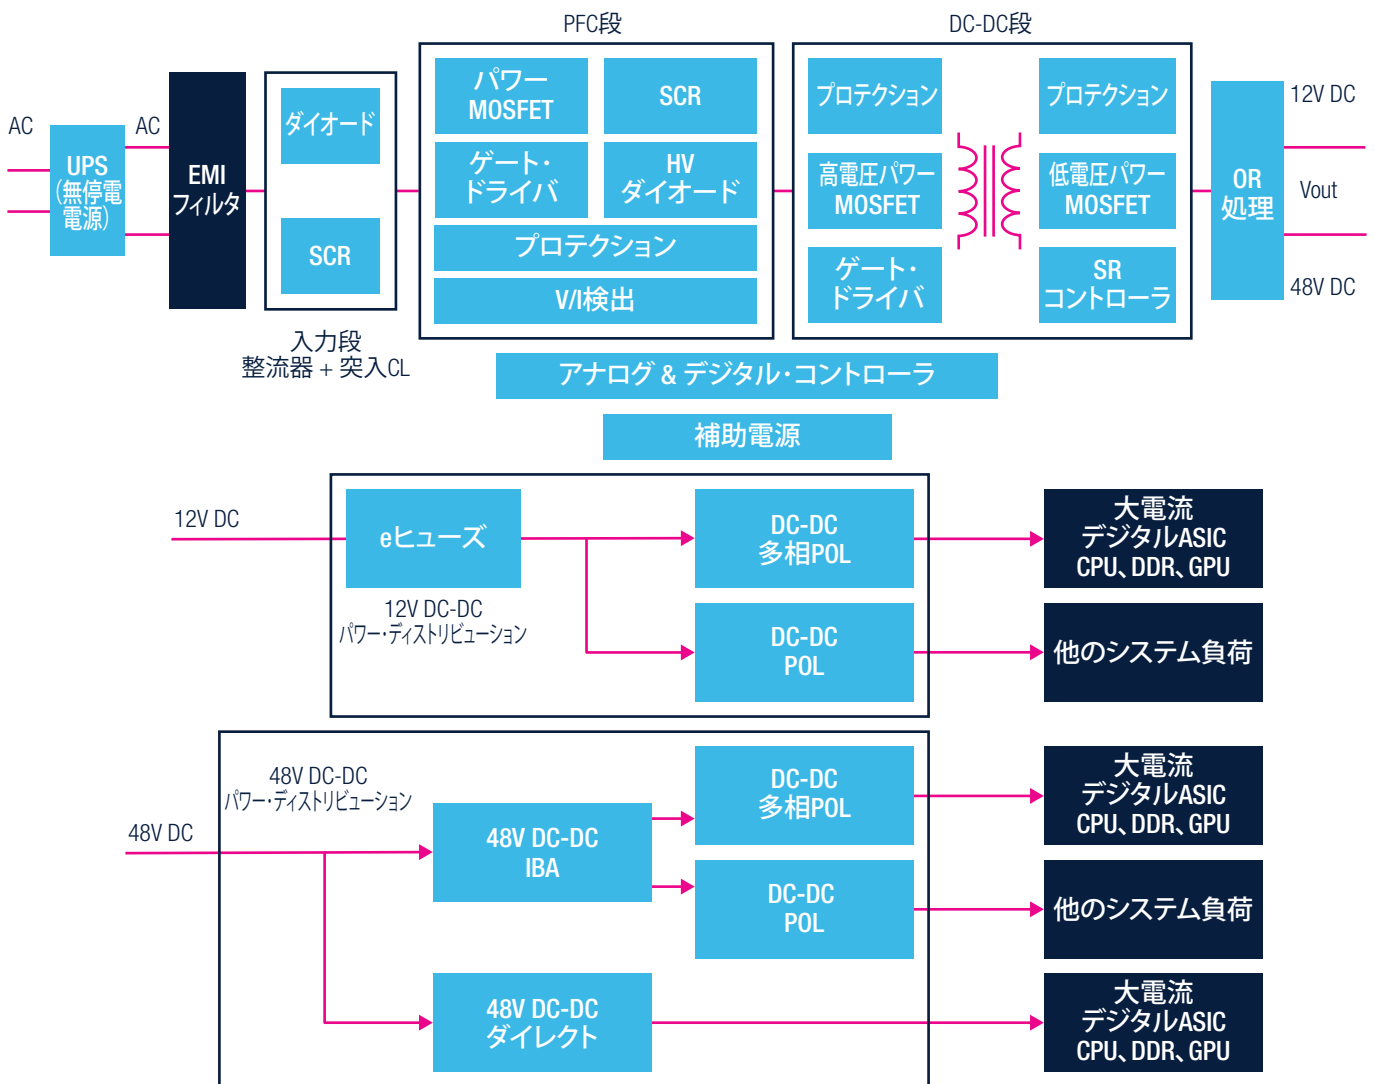 PFC段
DC-DC段
AC
UPS
(無停電
電源)
AC
EMI
フィルタ
ダイオード
SCR
入力段
整流器 + 突入CL
パワー
MOSFET
SCR
ゲート・
ドライバ
HV
ダイオード
プロテクション
V/I検出
プロテクション
高電圧パワー
MOSFET
ゲート・
ドライバ
プロテクション
低電圧パワー
MOSFET
SR
コントローラ
OR
処理
12V DC
Vout
48V DC
アナログ & デジタル・コントローラ
補助電源
12V DC
eヒューズ
12V DC-DC
パワー・ディストリビューション
DC-DC
多相POL
DC-DC
POL
大電流
デジタルASIC
CPU、DDR、GPU
他のシステム負荷
48V DC-DC
パワー・ディストリビューション
48V DC
48V DC-DC
IBA
DC-DC
多相POL
DC-DC
POL
48V DC-DC
ダイレクト
大電流
デジタルASIC
CPU、DDR、GPU
他のシステム負荷
大電流
デジタルASIC
CPU、DDR、GPU